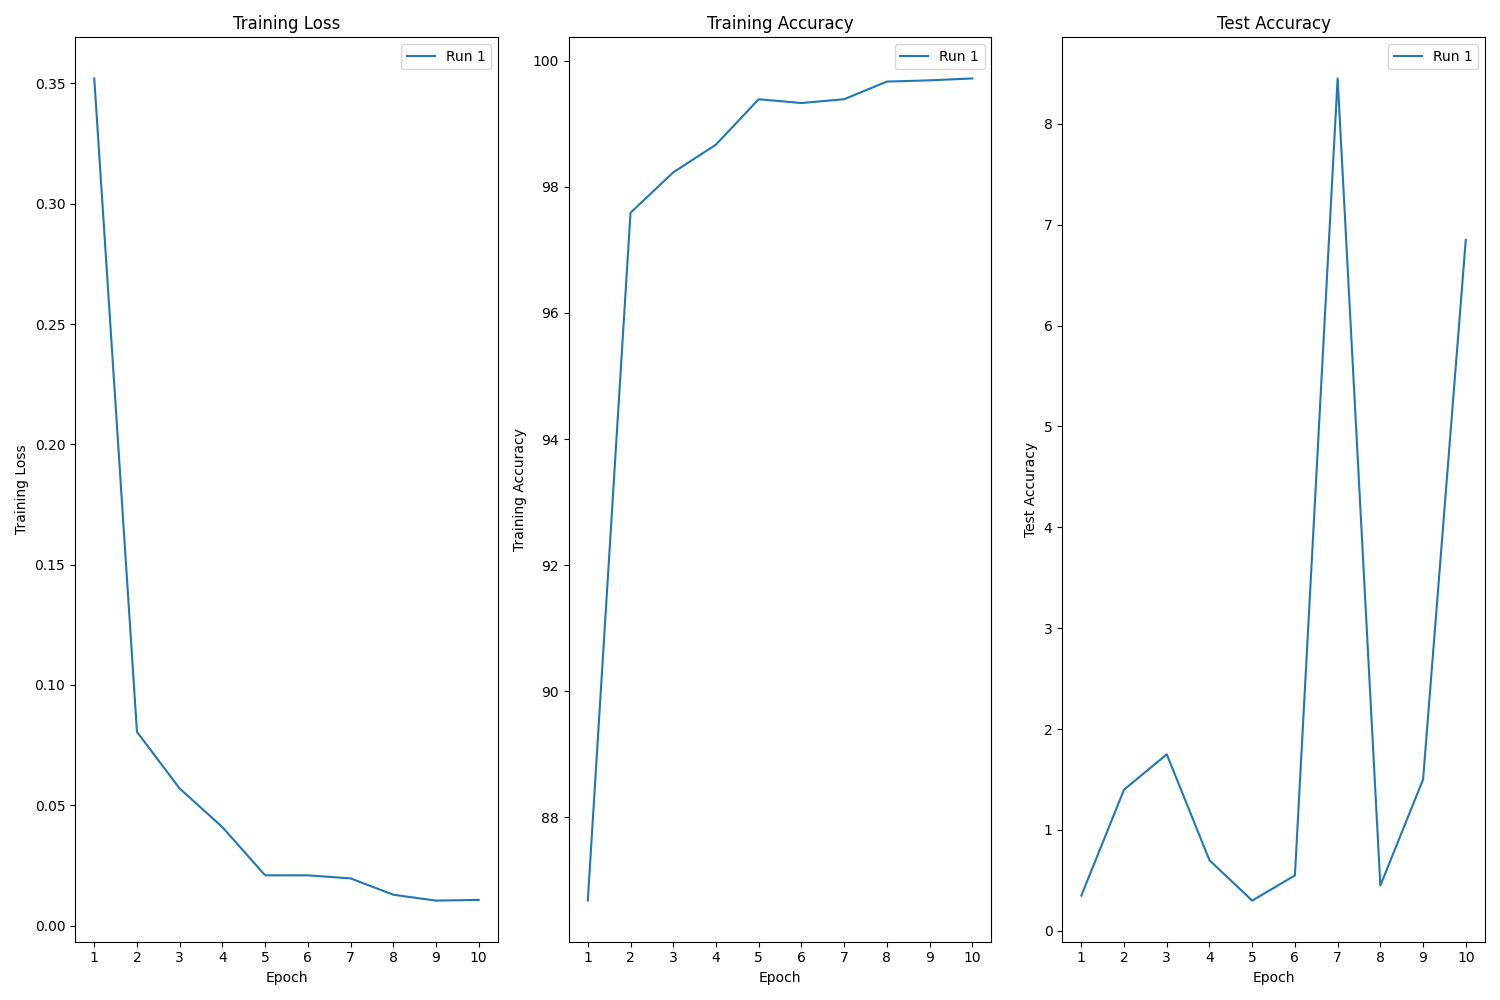 Training Loss
Run 1
0.35
0.30
0.25
0.20
0.15
0.10
0.05
0.00
Training Loss
1 2 3 4 5 6 7 8 9 10
Epoch
Training Accuracy
Run 1
100
98
96
94
92
90
88
Training Accuracy
1 2 3 4 5 6 7 8 9 10
Epoch
Test Accuracy
Run 1
8
7
6
5
4
3
2
1
0
Test Accuracy
1 2 3 4 5 6 7 8 9 10
Epoch